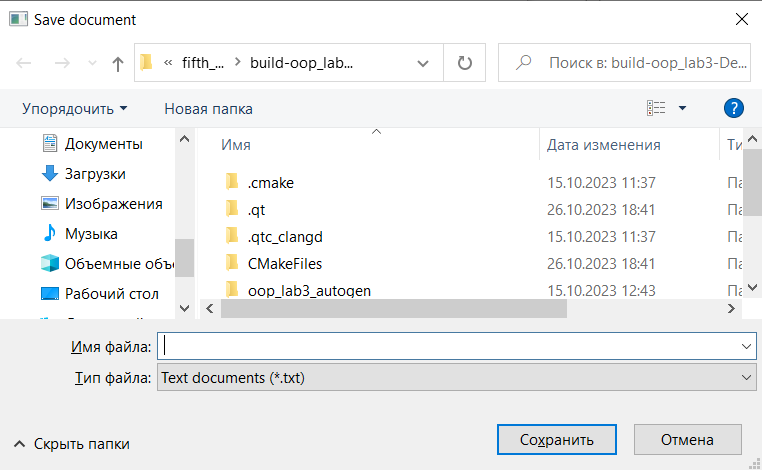 Save document
« fifth_... > build-oop_lab...
Поиск в: build-oop_lab3-De...
Упорядочить
Новая папка
?
Документы
Загрузки
Изображения
Музыка
Объемные объ
Рабочий стол
Имя
Дата изменения
Ти
.cmake 15.10.2023 11:37 Па
.qt 26.10.2023 18:41 Па
.qtc_clangd 15.10.2023 11:37 Па
CMakeFiles 26.10.2023 18:41 Па
oop_lab3_autogen 15.10.2023 12:43 Па
Имя файла:
Тип файла: Text documents (*.txt)
Скрыть папки
Сохранить
Отмена